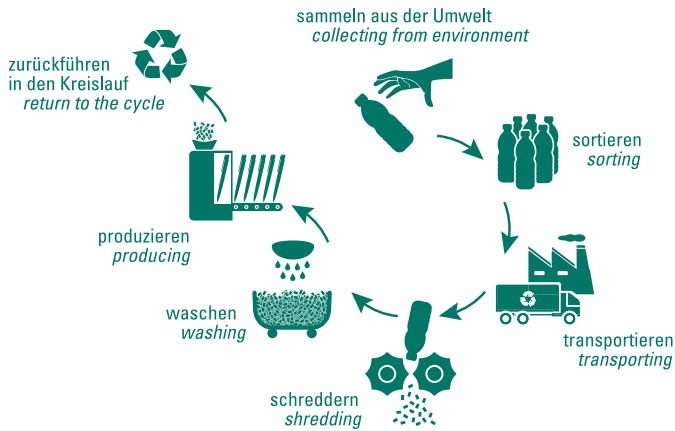 sammeln aus der Umwelt
collecting from environment
sortieren
sorting
transportieren
transporting
schreddern
shredding
waschen
washing
produzieren
producing
zurückführen
in den Kreislauf
return to the cycle